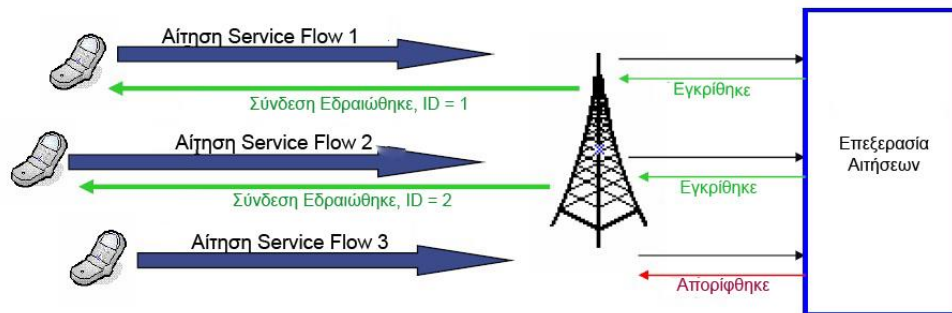 Αίτηση Service Flow 1
Εγκρίθηκε
Σύνδεση Εδραιώθηκε, ID = 1
Αίτηση Service Flow 2
Εγκρίθηκε
Σύνδεση Εδραιώθηκε, ID = 2
Αίτηση Service Flow 3
Απορίφθηκε
Επεξερασία
Αιτήσεων